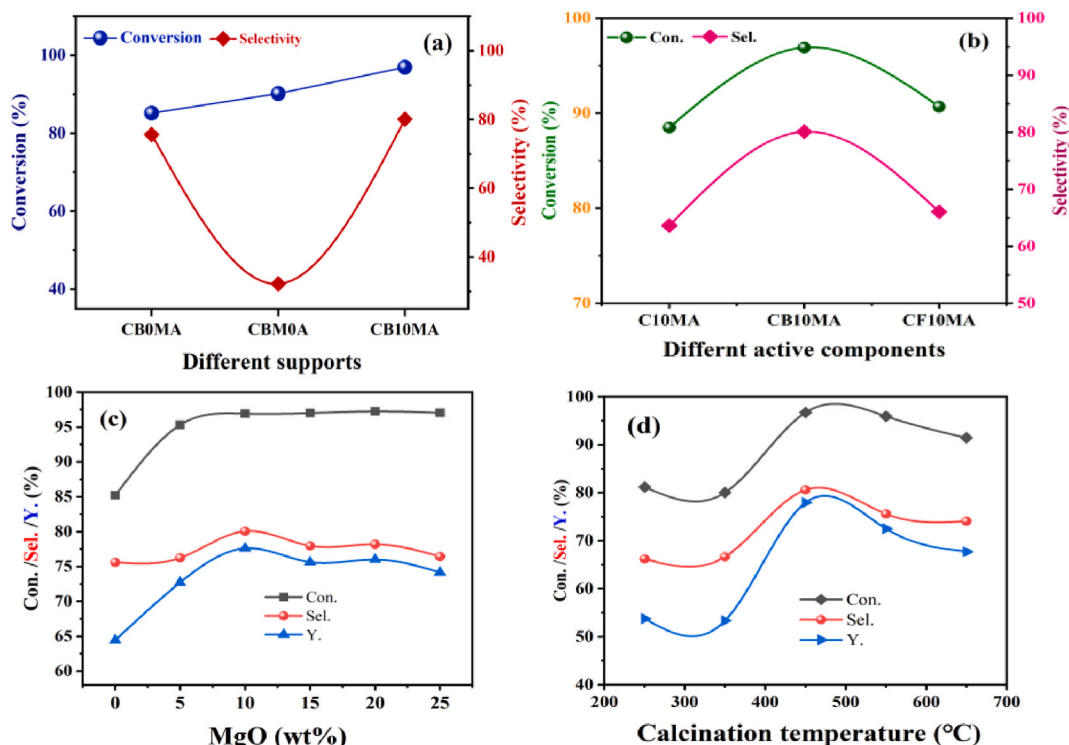 Conversion Selectivity (a)
100
80
60
40
100
80
60
40
Conversion (%)
Selectivity (%)
CB0MA CBM0A CB10MA
Different supports
Con. Sel. (b)
100
90
80
70
100
90
80
70
60
50
Conversion (%)
Selectivity (%)
C10MA CB10MA CF10MA
Differnt active components
(c)
100
95
90
85
80
75
70
65
60
Con. /Sel. /Y. (%)
Con.
Sel.
Y.
0 5 10 15 20 25
MgO (wt%)
(d)
100
90
80
70
60
50
40
Con. /Sel. /Y. (%)
Con.
Sel.
Y.
200 300 400 500 600 700
Calcination temperature (°C)